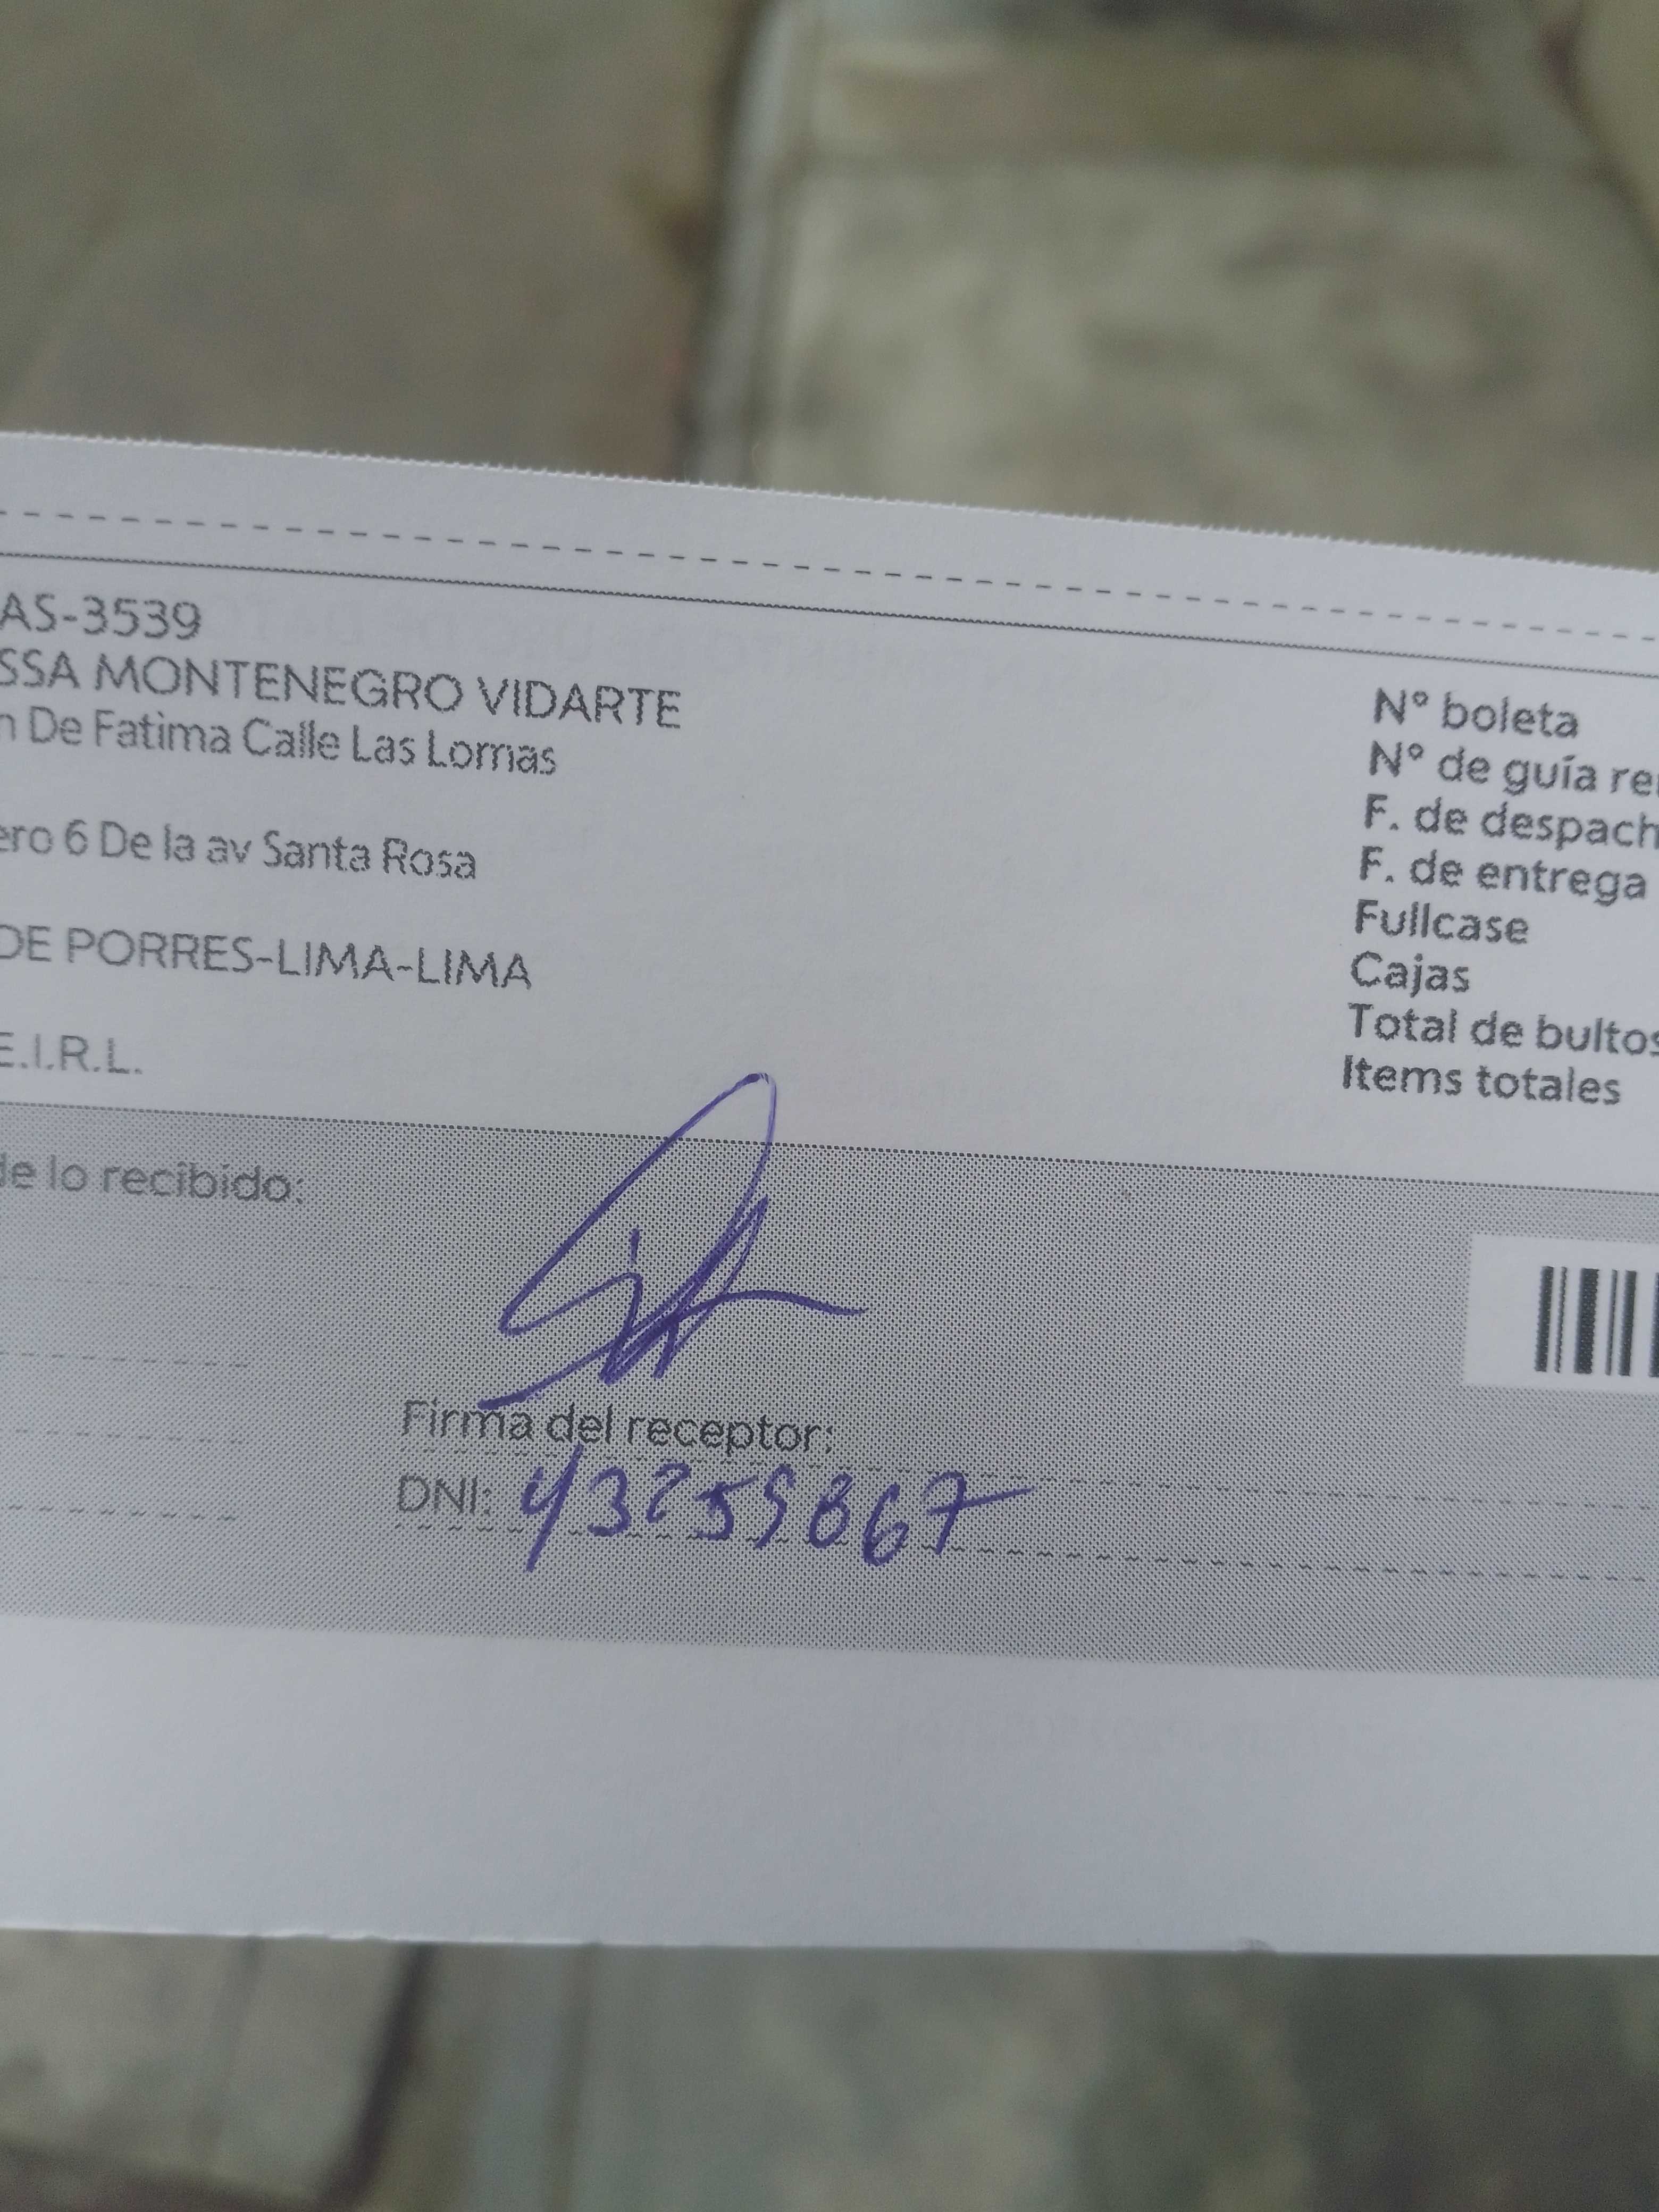 AS-3539
SSA MONTENEGRO VIDARTE
n De Fatima Calle Las Lomas
ero 6 De la av Santa Rosa
DE PORRES-LIMA-LIMA
E.I.R.L.
N° boleta
N° de guía re
F. de despach
F. de entrega
Fullcase
Cajas
Total de bultos
Items totales
de lo recibido:
Firma del receptor:
DNI: 43259867